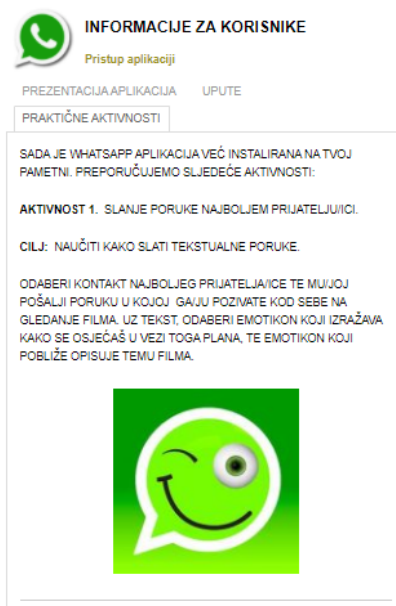 INFORMACIJE ZA KORISNIKE
Pristup aplikaciji
PREZENTACIJA APLIKACIJA UPUTE
PRAKTIČNE AKTIVNOSTI
SADA JE WHATSAPP APLIKACIJA VEĆ INSTALIRANA NA TVOJ
PAMETNI. PREPORUČUJEMO SLJEDEĆE AKTIVNOSTI:
AKTIVNOST 1. SLANJE PORUKE NAJBOLJEM PRIJATELJU/ICI.
CILJ: NAUČITI KAKO SLATI TEKSTUALNE PORUKE.
ODABERI KONTAKT NAJBOLJEG PRIJATELJA/ICE TE MU/JOJ
POŠALJI PORUKU U KOJOJ GA/JU POZIVATE KOD SEBE NA
GLEDANJE FILMA. UZ TEKST, ODABERI EMOTIKON KOJI IZRAŽAVA
KAKO SE OSJEĆAŠ U VEZI TOGA PLANA, TE EMOTIKON KOJI
POBLIŽE OPISUJE TEMU FILMA.